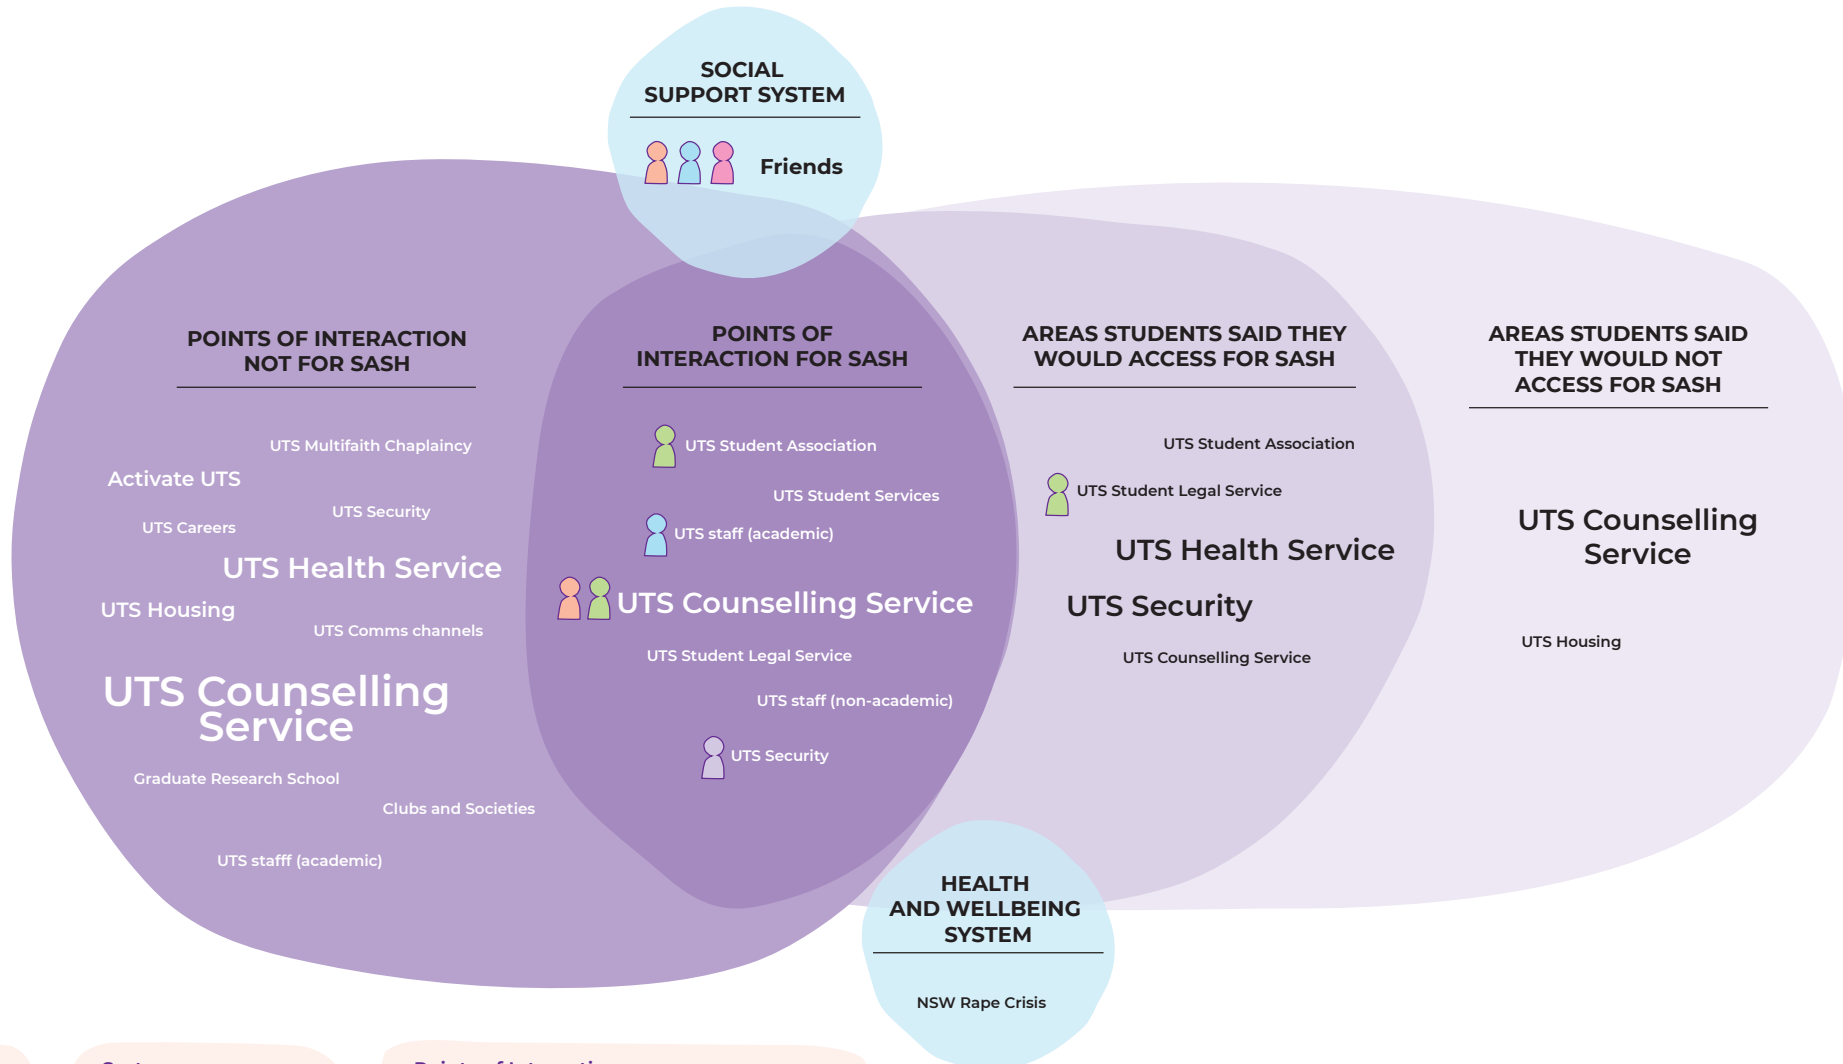 SOCIAL
SUPPORT SYSTEM
Friends
POINTS OF INTERACTION
NOT FOR SASH
UTS Multifaith Chaplaincy
Activate UTS
UTS Security
UTS Careers
UTS Health Service
UTS Housing
UTS Comms channels
UTS Counselling
Service
Graduate Research School
Clubs and Societies
UTS stafff (academic)
POINTS OF
INTERACTION FOR SASH
UTS Student Association
UTS Student Services
UTS staff (academic)
UTS Counselling Service
UTS Student Legal Service
UTS staff (non-academic)
UTS Security
AREAS STUDENTS SAID THEY
WOULD ACCESS FOR SASH
UTS Student Association
UTS Student Legal Service
UTS Health Service
UTS Security
UTS Counselling Service
AREAS STUDENTS SAID
THEY WOULD NOT
ACCESS FOR SASH
UTS Counselling
Service
UTS Housing
HEALTH
AND WELLBEING
SYSTEM
NSW Rape Crisis